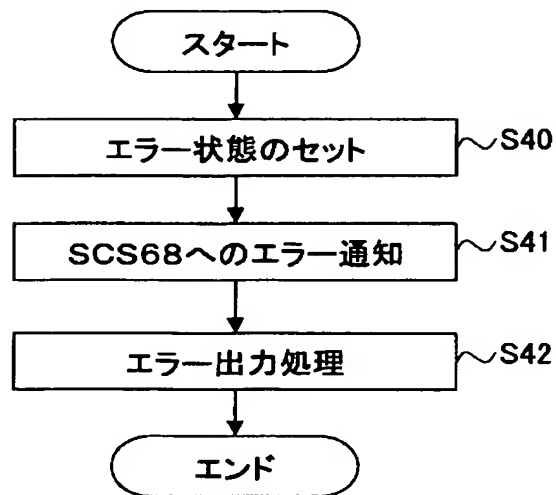 スタート
エラー状態のセット
S40
SCS68へのエラー通知
S41
エラー出力処理
S42
エンド